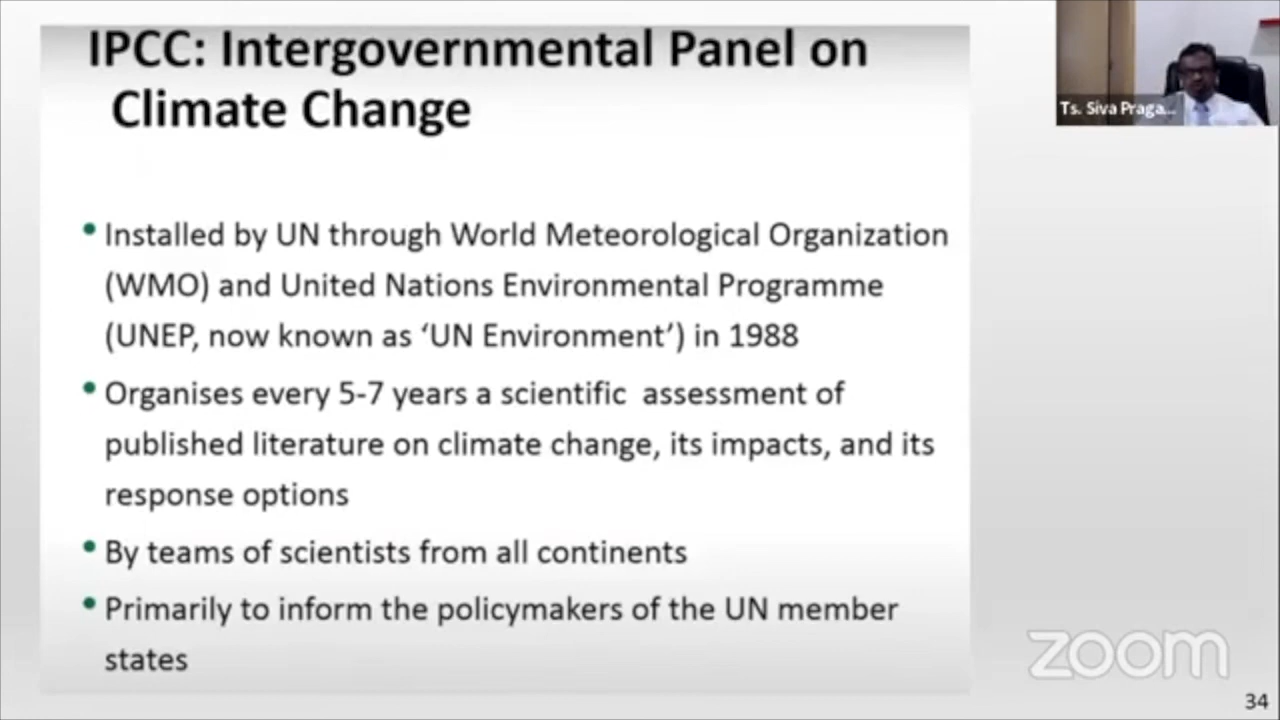 IPCC: Intergovernmental Panel on
Climate Change
• Installed by UN through World Meteorological Organization
(WMO) and United Nations Environmental Programme
(UNEP, now known as ‘UN Environment’) in 1988
• Organises every 5-7 years a scientific assessment of
published literature on climate change, its impacts, and its
response options
• By teams of scientists from all continents
• Primarily to inform the policymakers of the UN member
states
Ts. Siva Praga...
zoom
34